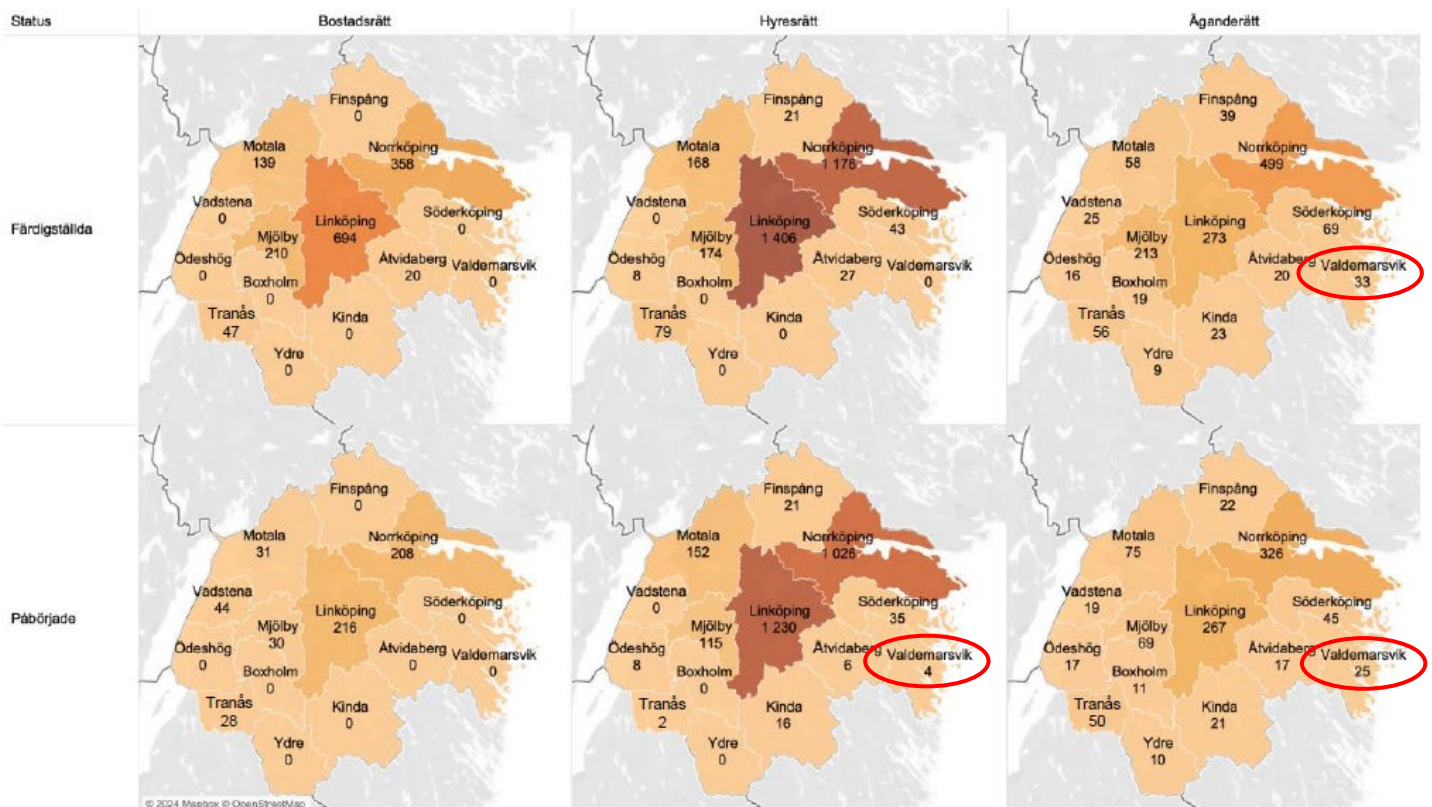 Status Bostadsrätt Hyresrätt Äganderätt
Färdigställda
Finspång
0
Motala
139
Norrköping
358
Vadstena
0
Linköping
694
Söderköping
0
Mjölby
210
Ödeshög
0
Boxholm
0
Åtvidaberg
20
Valdemarsvik
0
Tranås
47
Kinda
0
Ydre
0
Finspång
21
Motala
168
Norrköping
1 176
Vadstena
0
Linköping
1 406
Söderköping
43
Mjölby
174
Ödeshög
8
Boxholm
0
Åtvidaberg
27
Valdemarsvik
0
Tranås
79
Kinda
0
Ydre
0
Finspång
39
Motala
58
Norrköping
499
Vadstena
25
Linköping
273
Söderköping
69
Mjölby
213
Ödeshög
16
Boxholm
19
Åtvidaberg
20
Valdemarsvik
33
Tranås
56
Kinda
23
Ydre
9
Påbörjade
Finspång
0
Motala
31
Norrköping
208
Vadstena
44
Linköping
216
Söderköping
0
Mjölby
30
Ödeshög
0
Boxholm
0
Åtvidaberg
0
Valdemarsvik
0
Tranås
28
Kinda
0
Ydre
0
Finspång
21
Motala
152
Norrköping
1 026
Vadstena
0
Linköping
1 230
Söderköping
35
Mjölby
115
Ödeshög
8
Boxholm
0
Åtvidaberg
6
Valdemarsvik
4
Tranås
2
Kinda
16
Ydre
0
Finspång
22
Motala
75
Norrköping
326
Vadstena
19
Linköping
267
Söderköping
45
Mjölby
69
Ödeshög
17
Boxholm
11
Åtvidaberg
17
Valdemarsvik
25
Tranås
50
Kinda
21
Ydre
10
© 2024 Mapbox © OpenStreetMap